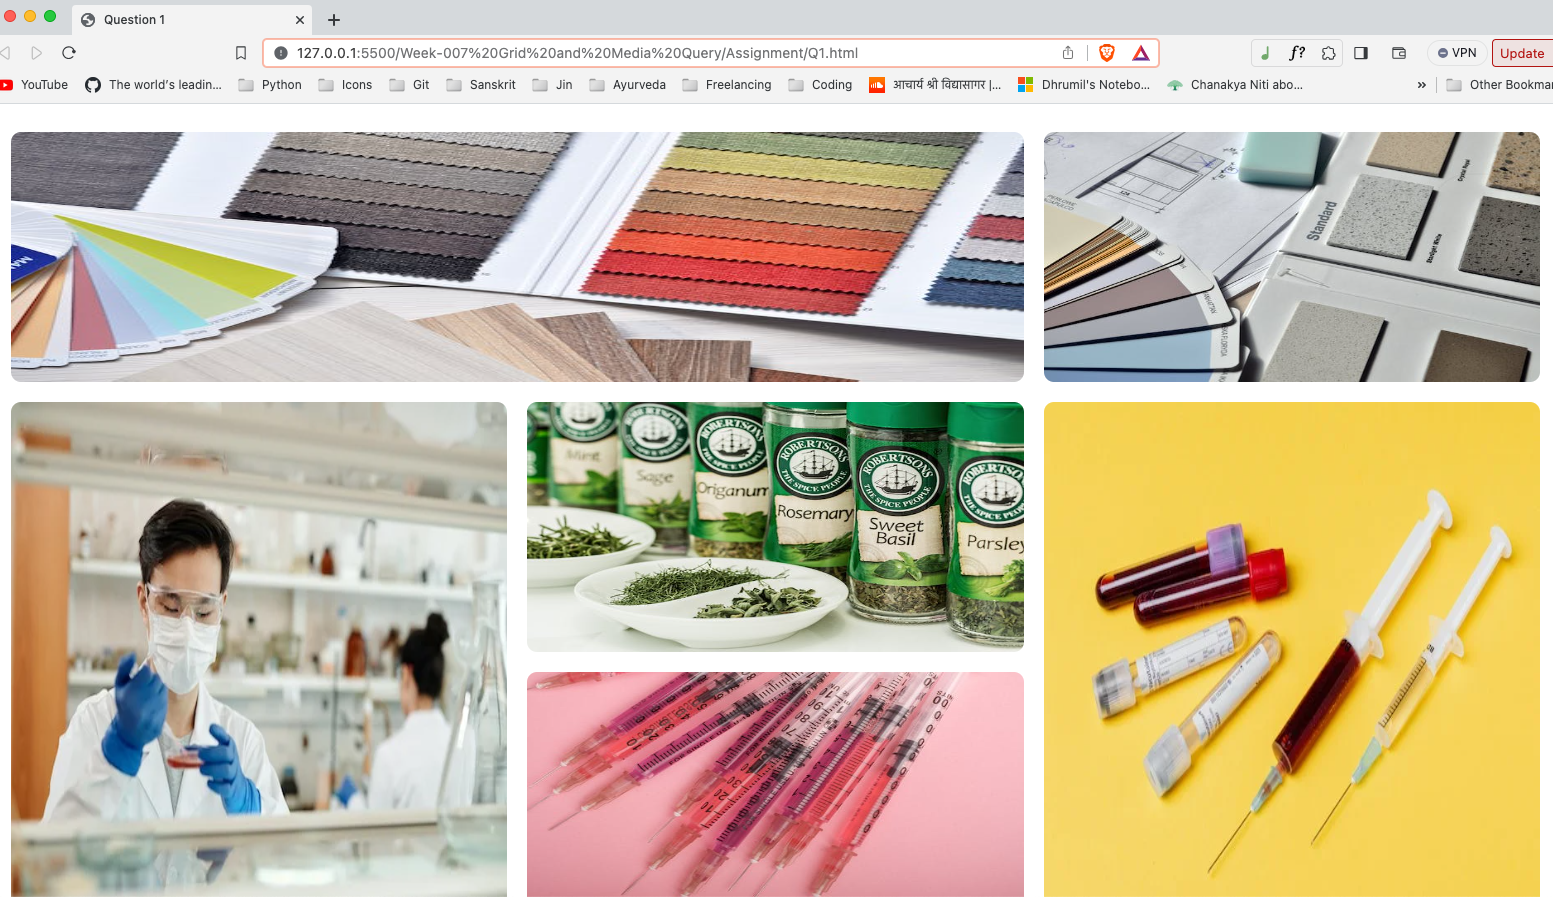 Question 1
127.0.0.1:5500/Week-007%20Grid%20and%20Media%20Query/Assignment/Q1.html
f?
VPN
Update
YouTube
The world's leadin...
Python
Icons
Git
Sanskrit
Jin
Ayurveda
Freelancing
Coding
आचार्य श्री विद्यासागर |...
Dhrumil's Notebo...
Chanakya Niti abo...
»
Other Bookmar
Standard
ROBERTSONS
THE SPICE PEOPLE
Mint
Sage
Origanum
Rosemary
Sweet
Basil
Parsley